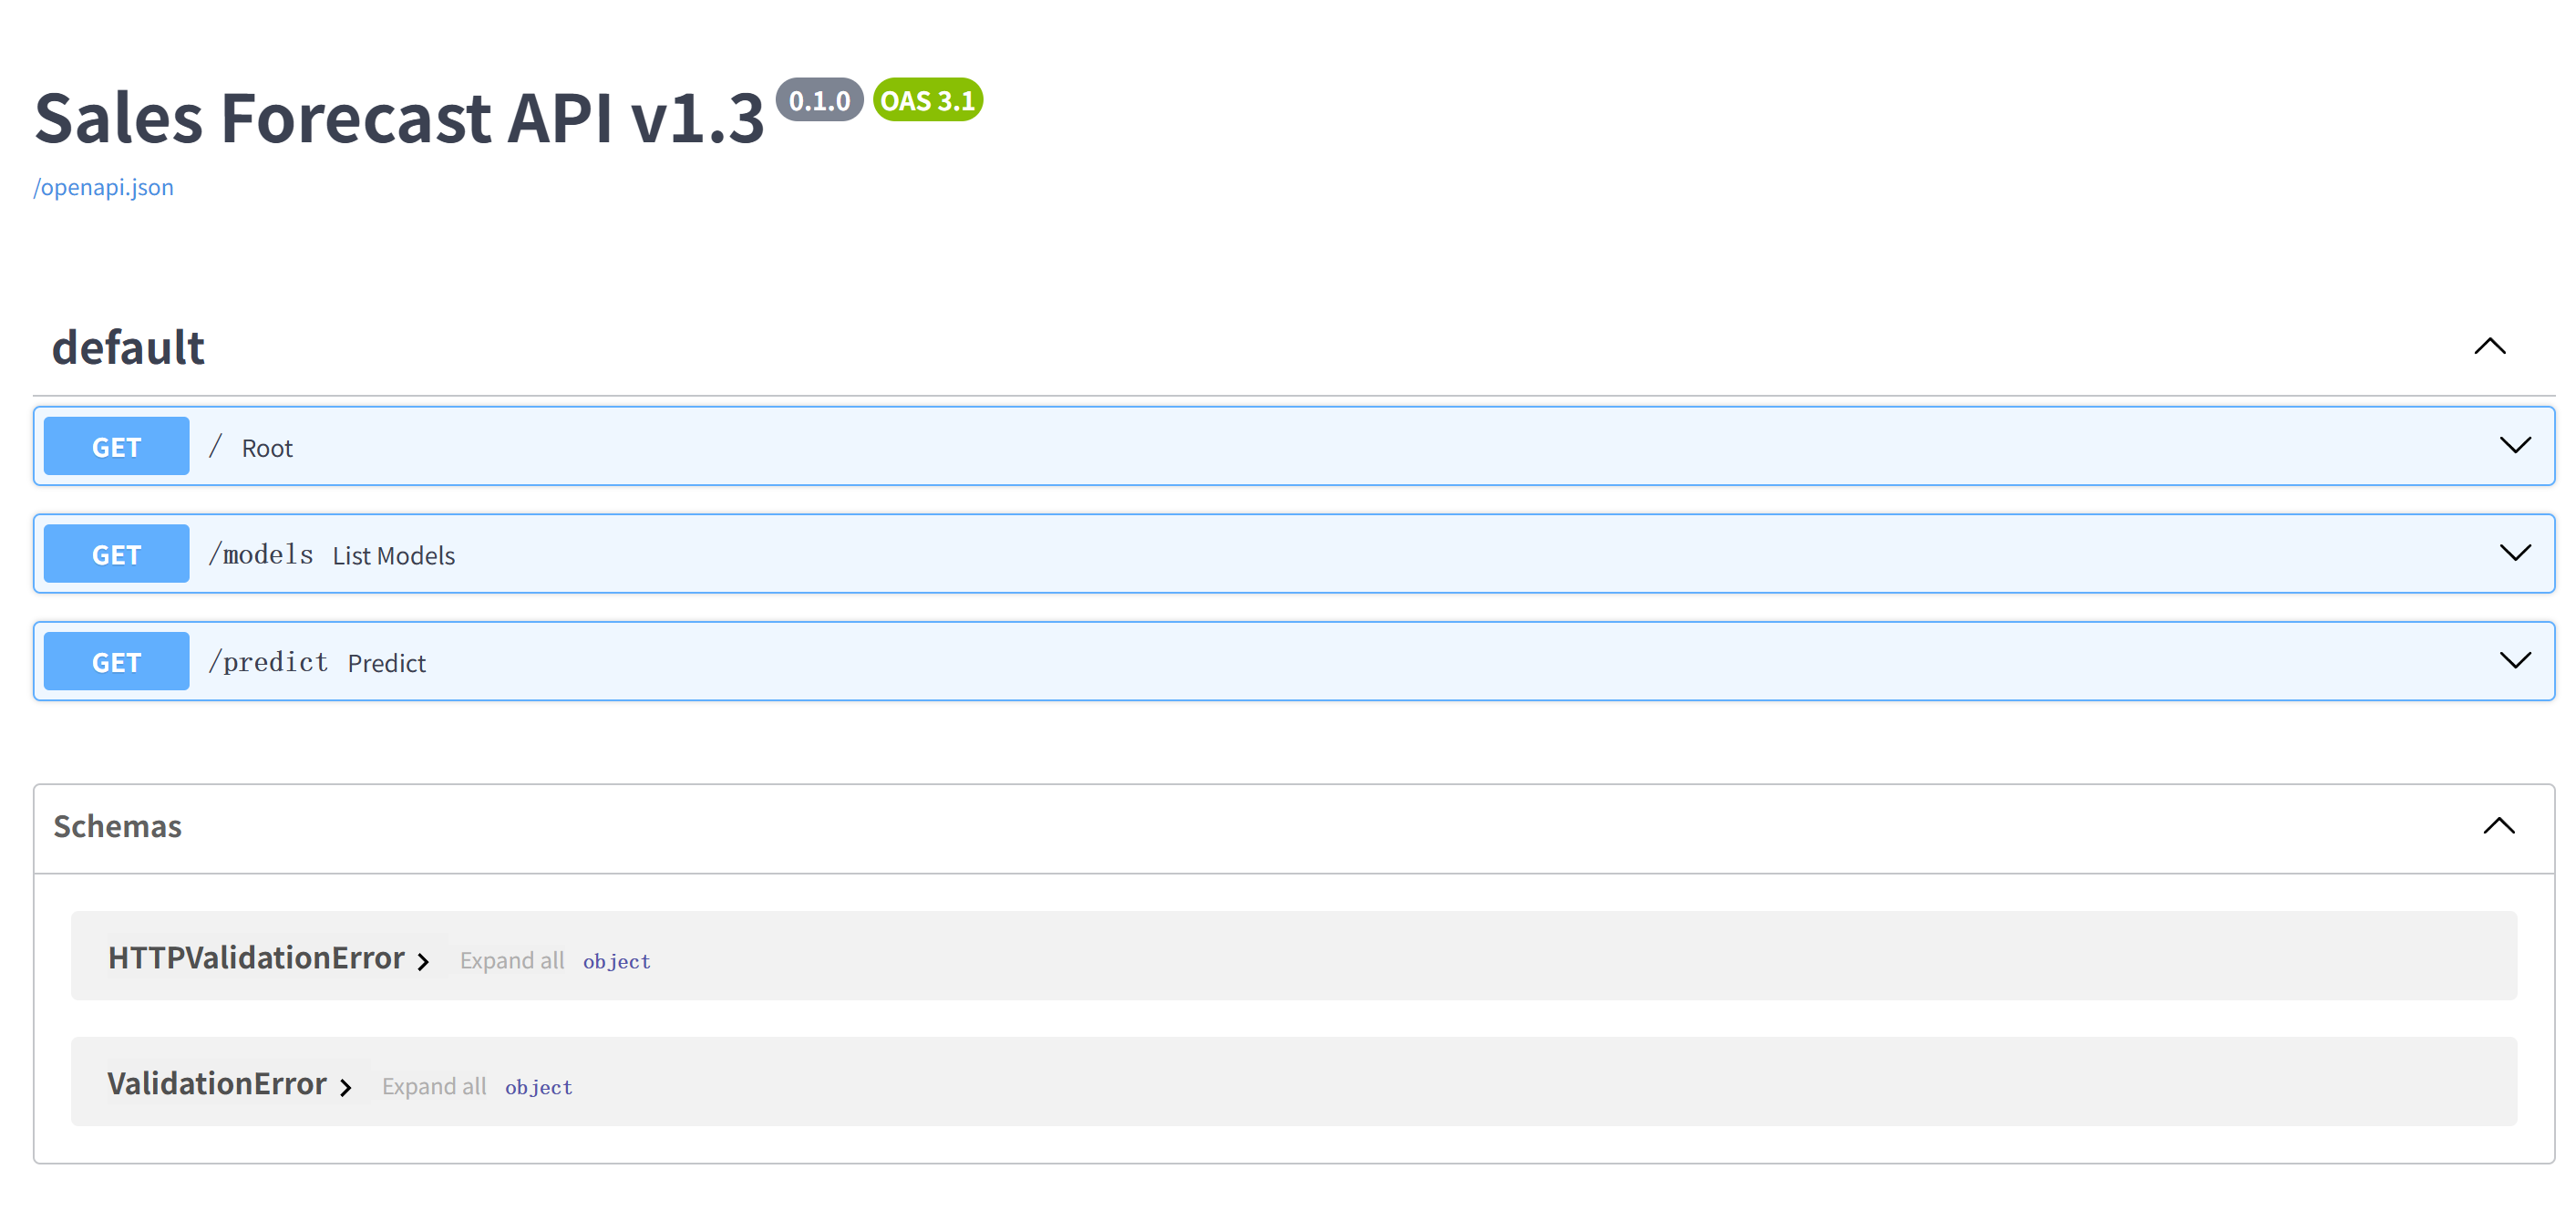 Sales Forecast API v1.3 0.1.0 OAS 3.1
/openapi.json
default
GET / Root
GET /models List Models
GET /predict Predict
Schemas
HTTPValidationError Expand all object
ValidationError Expand all object